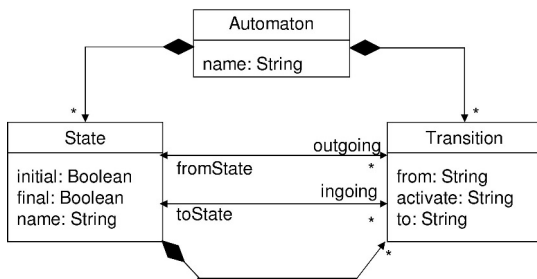 Automaton
name: String
*
*
State
initial: Boolean
final: Boolean
name: String
outgoing
fromState
*
ingoing
toState
*
Transition
from: String
activate: String
to: String
*